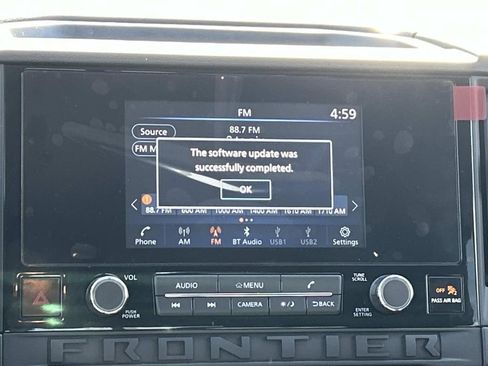 FM
4:59
Source
88.7 FM
FM M
The software update was
successfully completed.
OK
88.7 FM 600 AM 1000 AM 1400 AM 1610 AM 1710 AM
Phone AM FM BT Audio USB1 USB2 Settings
VOL
AUDIO MENU
TUNE
SCROLL
CAMERA BACK
PUSH
POWER
ENTER
SETTING
OFF
PASS AIR BAG
FRONTIER